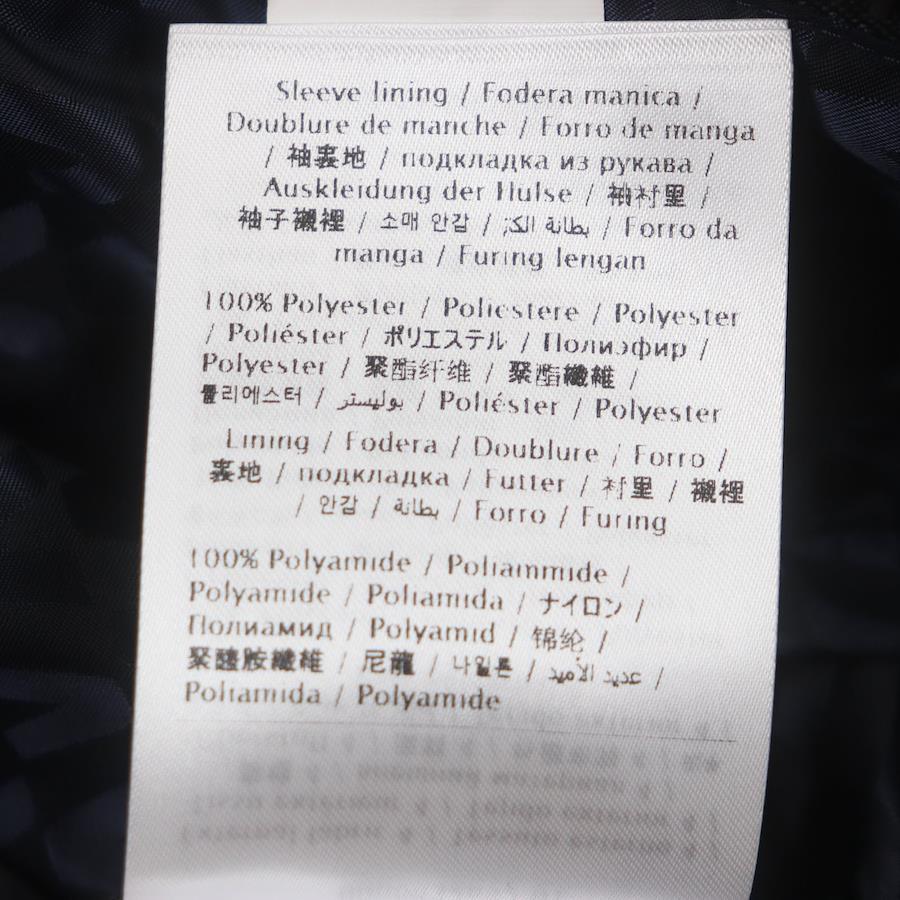 Sleeve lining / Fodera manica /
Doublure de manche / Forro de manga
/ 袖裏地 / подкладка из рукава /
Auskleidung der Hulse / 袖衬里 /
袖子襯裡 / 소매 안감 / بطانة الكز / Forro da
manga / Furing lengan
100% Polyester / Poliestere / Polyester
/ Poliéster / ポリエステル / Полиэфир /
Polyester / 聚酯纤维 / 聚酯纖維 /
폴리에스터 / بوليستر / Poliéster / Polyester
Lining / Fodera / Doublure / Forro /
裏地 / подкладка / Futter / 衬里 / 襯裡
/ 안감 / بطانة / Forro / Furing
100% Polyamide / Poliammide /
Polyamide / Poliamida / ナイロン /
Полиамид / Polyamid / 锦纶 /
聚醯胺纖維 / 尼龍 / 나일론 /
Poliamida / Polyamide